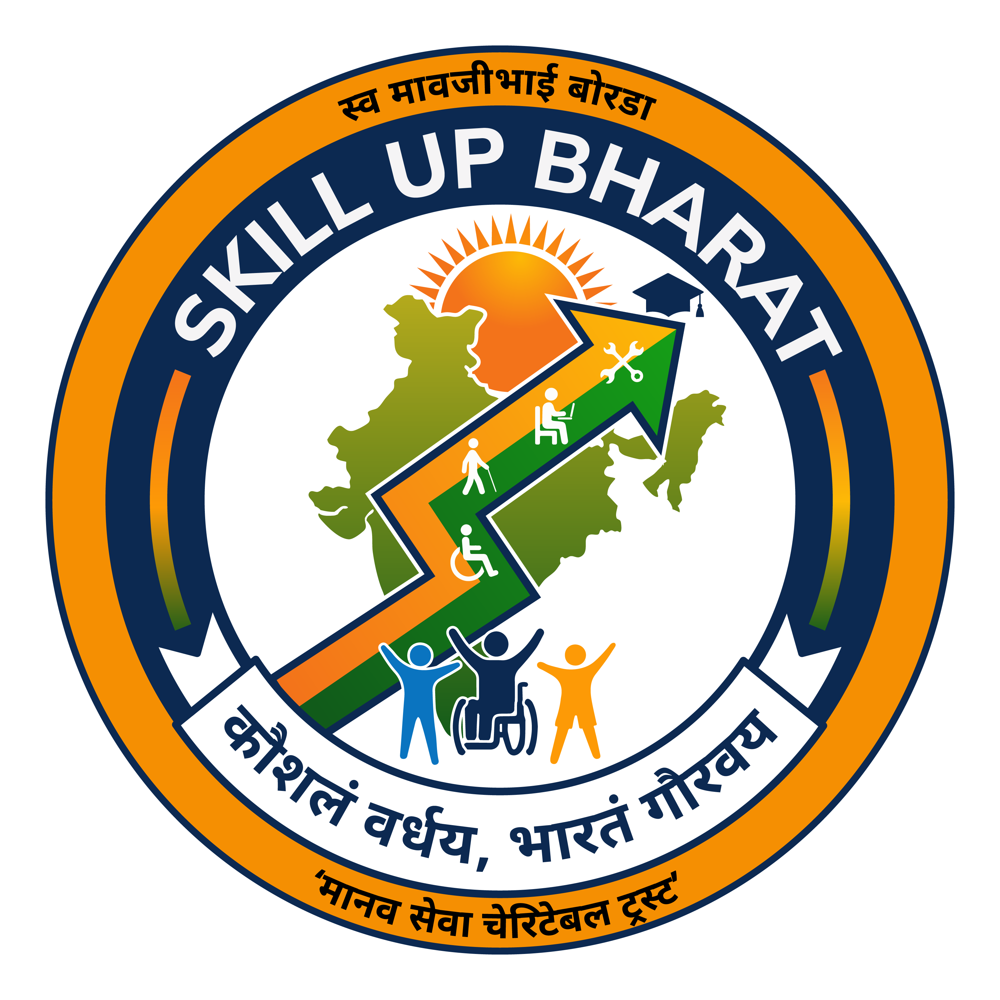 स्व मावजीभाई कोरडा
SKILL UP BHARAT
कौशलं वर्धय, भारतं गौरवय
'मानव सेवा चेरिटेबल ट्रस्ट'